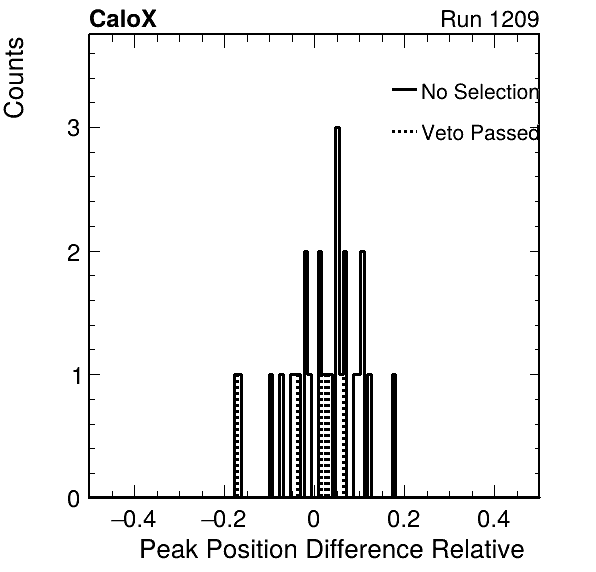 CaloX Run 1209
Counts
No Selection
Veto Passed
3
2
1
0
−0.4 −0.2 0 0.2 0.4
Peak Position Difference Relative